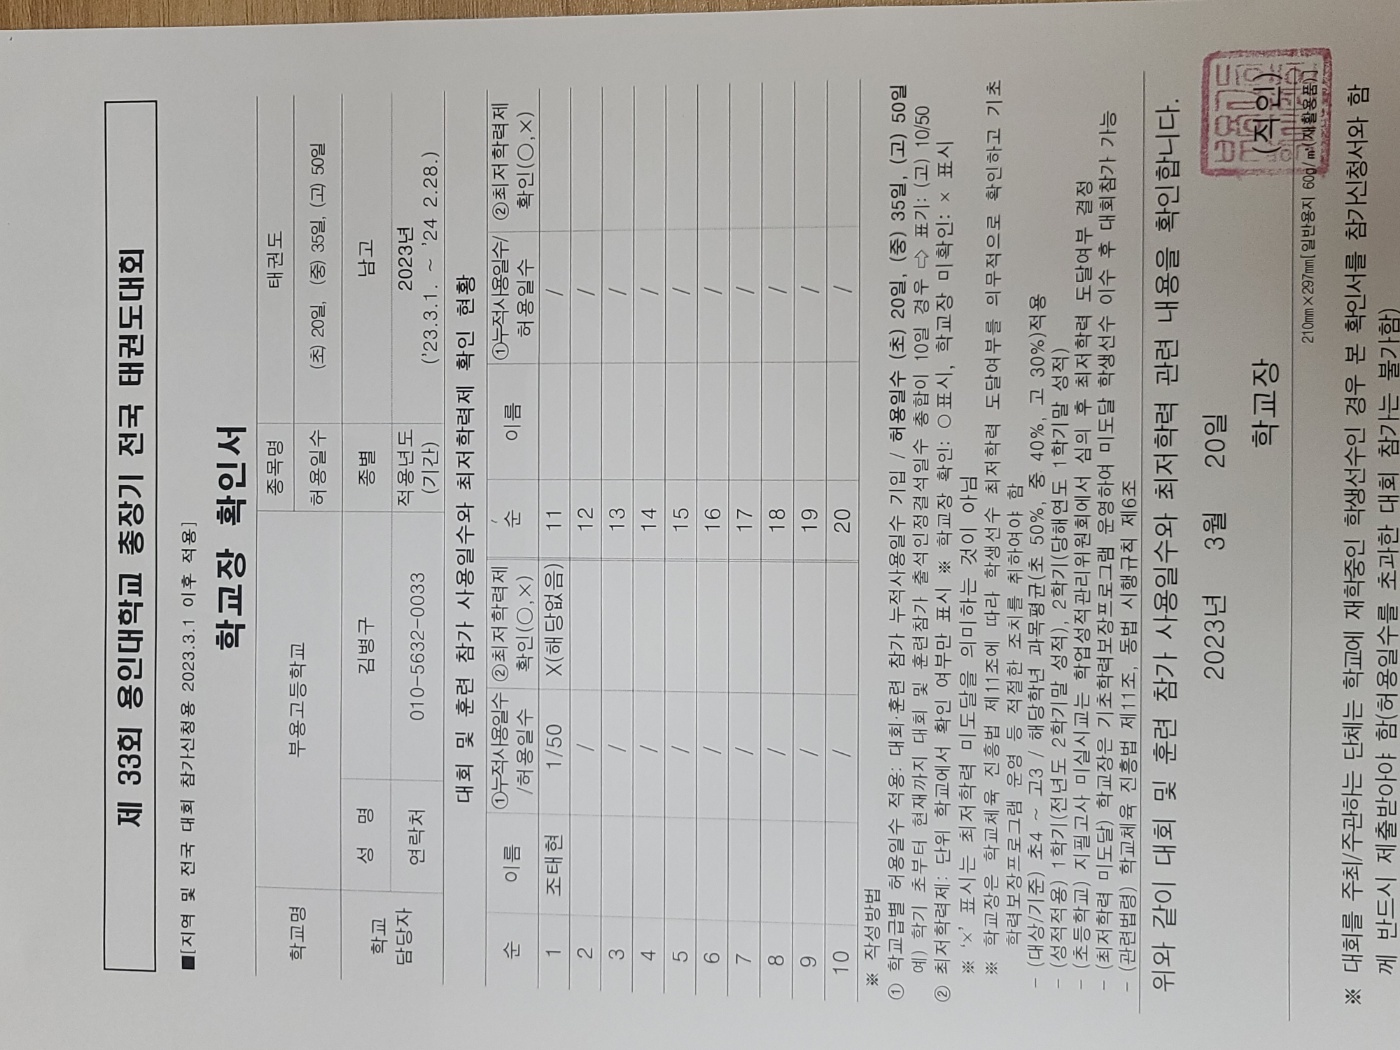 제 33회 용인대학교 총장기 전국 태권도대회
■[지역 및 전국 대회 참가신청용 2023.3.1 이후 적용]
학교장 확인서
학교명 부용고등학교 종목명 태권도
허용일수 (초) 20일, (중) 35일, (고) 50일
학교 담당자 성 명 김병구 종별 남고
연락처 010-5632-0033 적용년도 (기간) 2023년 ('23.3.1. ~ '24 2.28.)
대회 및 훈련 참가 사용일수와 최저학력제 확인 현황
순 이름 ①누적사용일수/허용일수 ②최저학력제 확인(○,×) 순 이름 ①누적사용일수/허용일수 ②최저학력제 확인(○,×)
1 조태현 1/50 X(해당없음) 11 /
2 / 12 /
3 / 13 /
4 / 14 /
5 / 15 /
6 / 16 /
7 / 17 /
8 / 18 /
9 / 19 /
10 / 20 /
※ 작성방법
① 학교급별 허용일수 적용: 대회·훈련 참가 누적사용일수 기입 / 허용일수 (초) 20일, (중) 35일, (고) 50일
예) 학기 초부터 현재까지 대회 및 훈련참가 출석인정결석일수 총합이 10일 경우 ⇨ 표기: (고) 10/50
② 최저학력제: 단위 학교에서 확인 여부만 표시 ※ 학교장 확인: ○표시, 학교장 미확인: × 표시
※ '×' 표시는 최저학력 미도달을 의미하는 것이 아님
※ 학교장은 학교체육 진흥법 제11조에 따라 학생선수 최저학력 도달여부를 의무적으로 확인하고 기초
학력보장프로그램 운영 등 적절한 조치를 취하여야 함
- (대상/기준) 초4 ~ 고3 / 해당학년 과목평균(초 50%, 중 40%, 고 30%)적용
- (성적적용) 1학기(전년도 2학기말 성적), 2학기(당해연도 1학기말 성적)
- (초등학교) 지필고사 미실시교는 학업성적관리위원회에서 심의 후 최저학력 도달여부 결정
- (최저학력 미도달) 학교장은 기초학력보장프로그램 운영하여 미도달 학생선수 이수 후 대회참가 가능
- (관련법령) 학교체육 진흥법 제11조, 동법 시행규칙 제6조
위와 같이 대회 및 훈련 참가 사용일수와 최저학력 관련 내용을 확인합니다.
2023년 3월 20일
학교장 (직인)
210mm×297mm[일반용지 60g/㎡(재활용품)]
※ 대회를 주최/주관하는 단체는 학교에 재학중인 학생선수인 경우 본 확인서를 참가신청서와 함
께 반드시 제출받아야 함(허용일수를 초과한 대회 참가는 불가함)